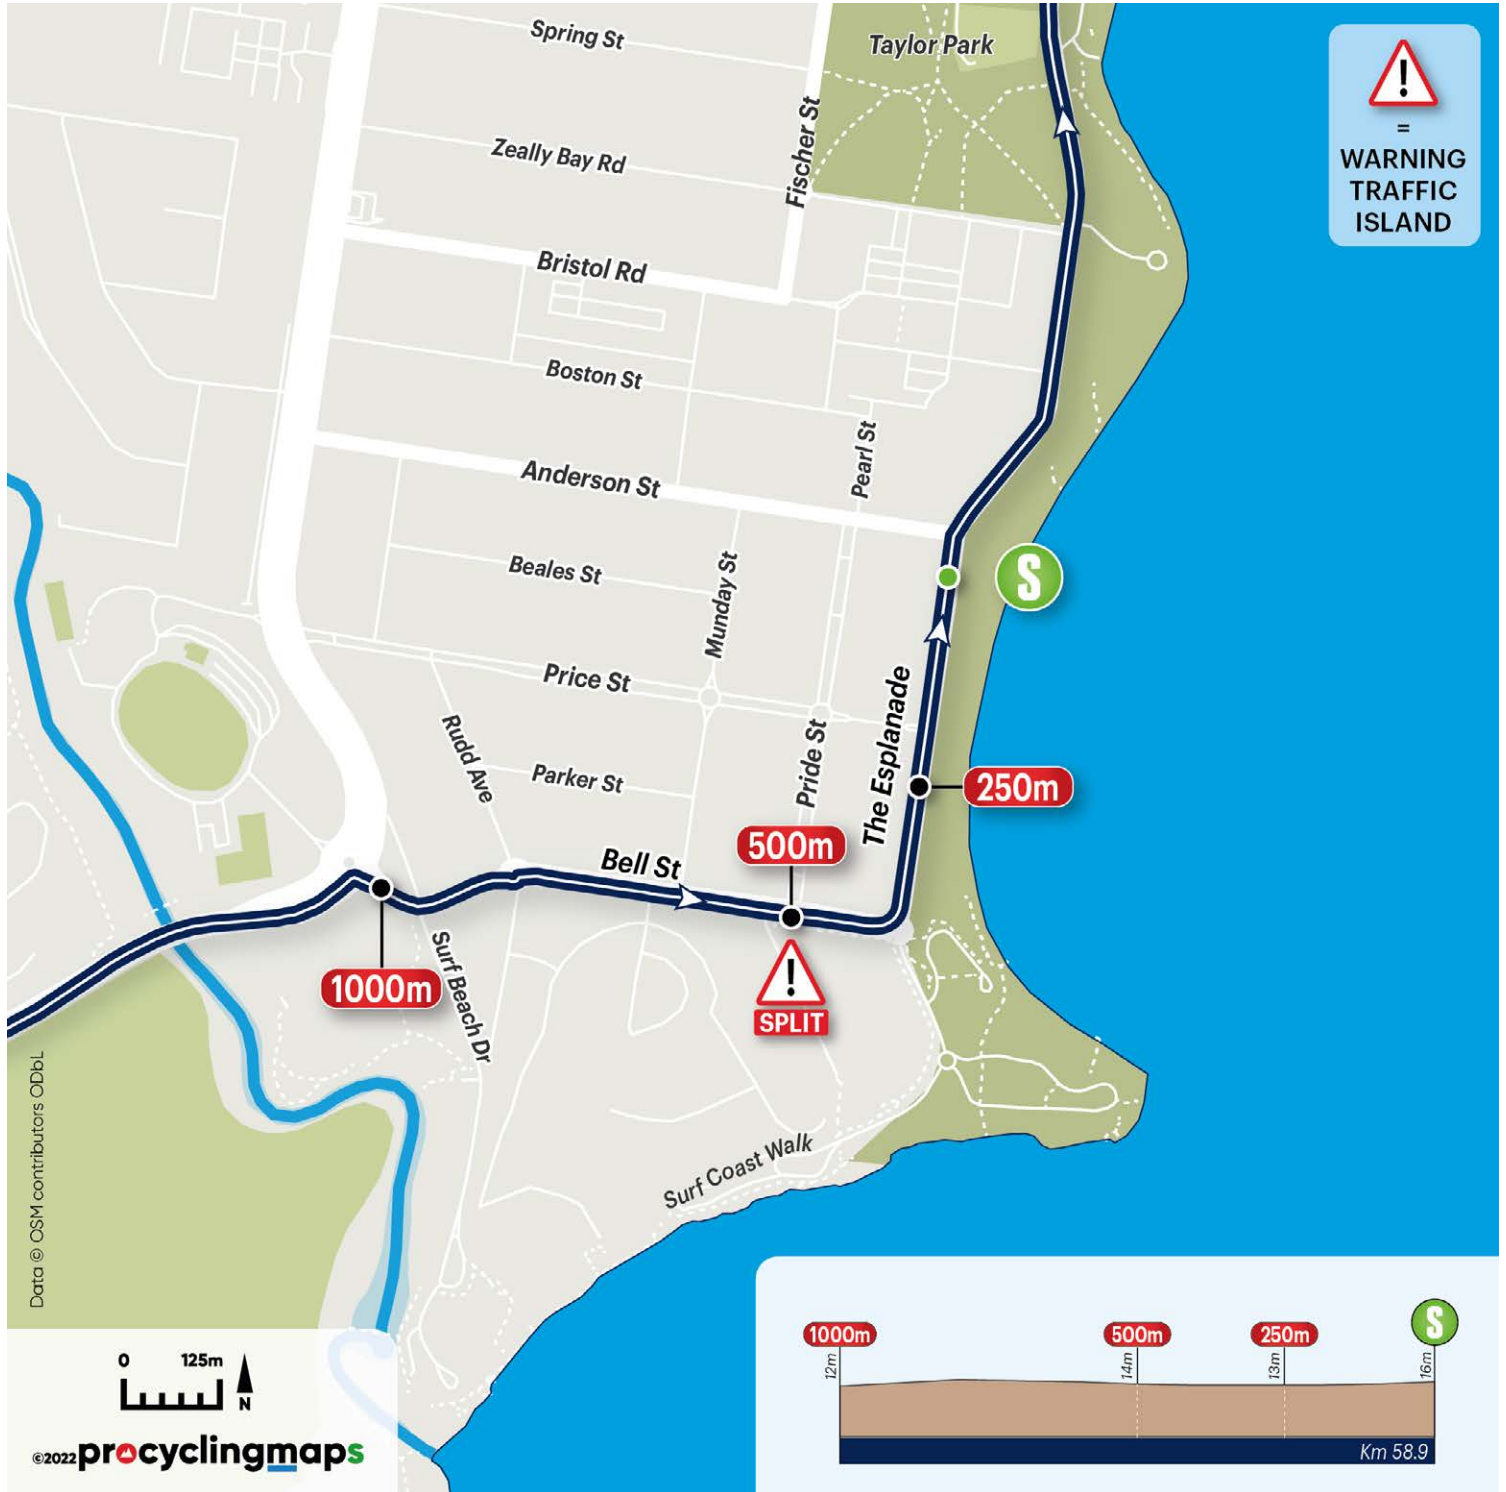 Spring St
Taylor Park
!
=
WARNING
TRAFFIC
ISLAND
Fischer St
Zeally Bay Rd
Bristol Rd
Boston St
Pearl St
Anderson St
Beales St
Munday St
S
Price St
Rudd Ave
Pride St
The Esplanade
Parker St
250m
500m
Bell St
!
SPLIT
1000m
Surf Beach Dr
Surf Coast Walk
Data © OSM contributors ODbL
0 125m
N
©2022 procyclingmaps
1000m 500m 250m S
12m 14m 13m 16m
Km 58.9